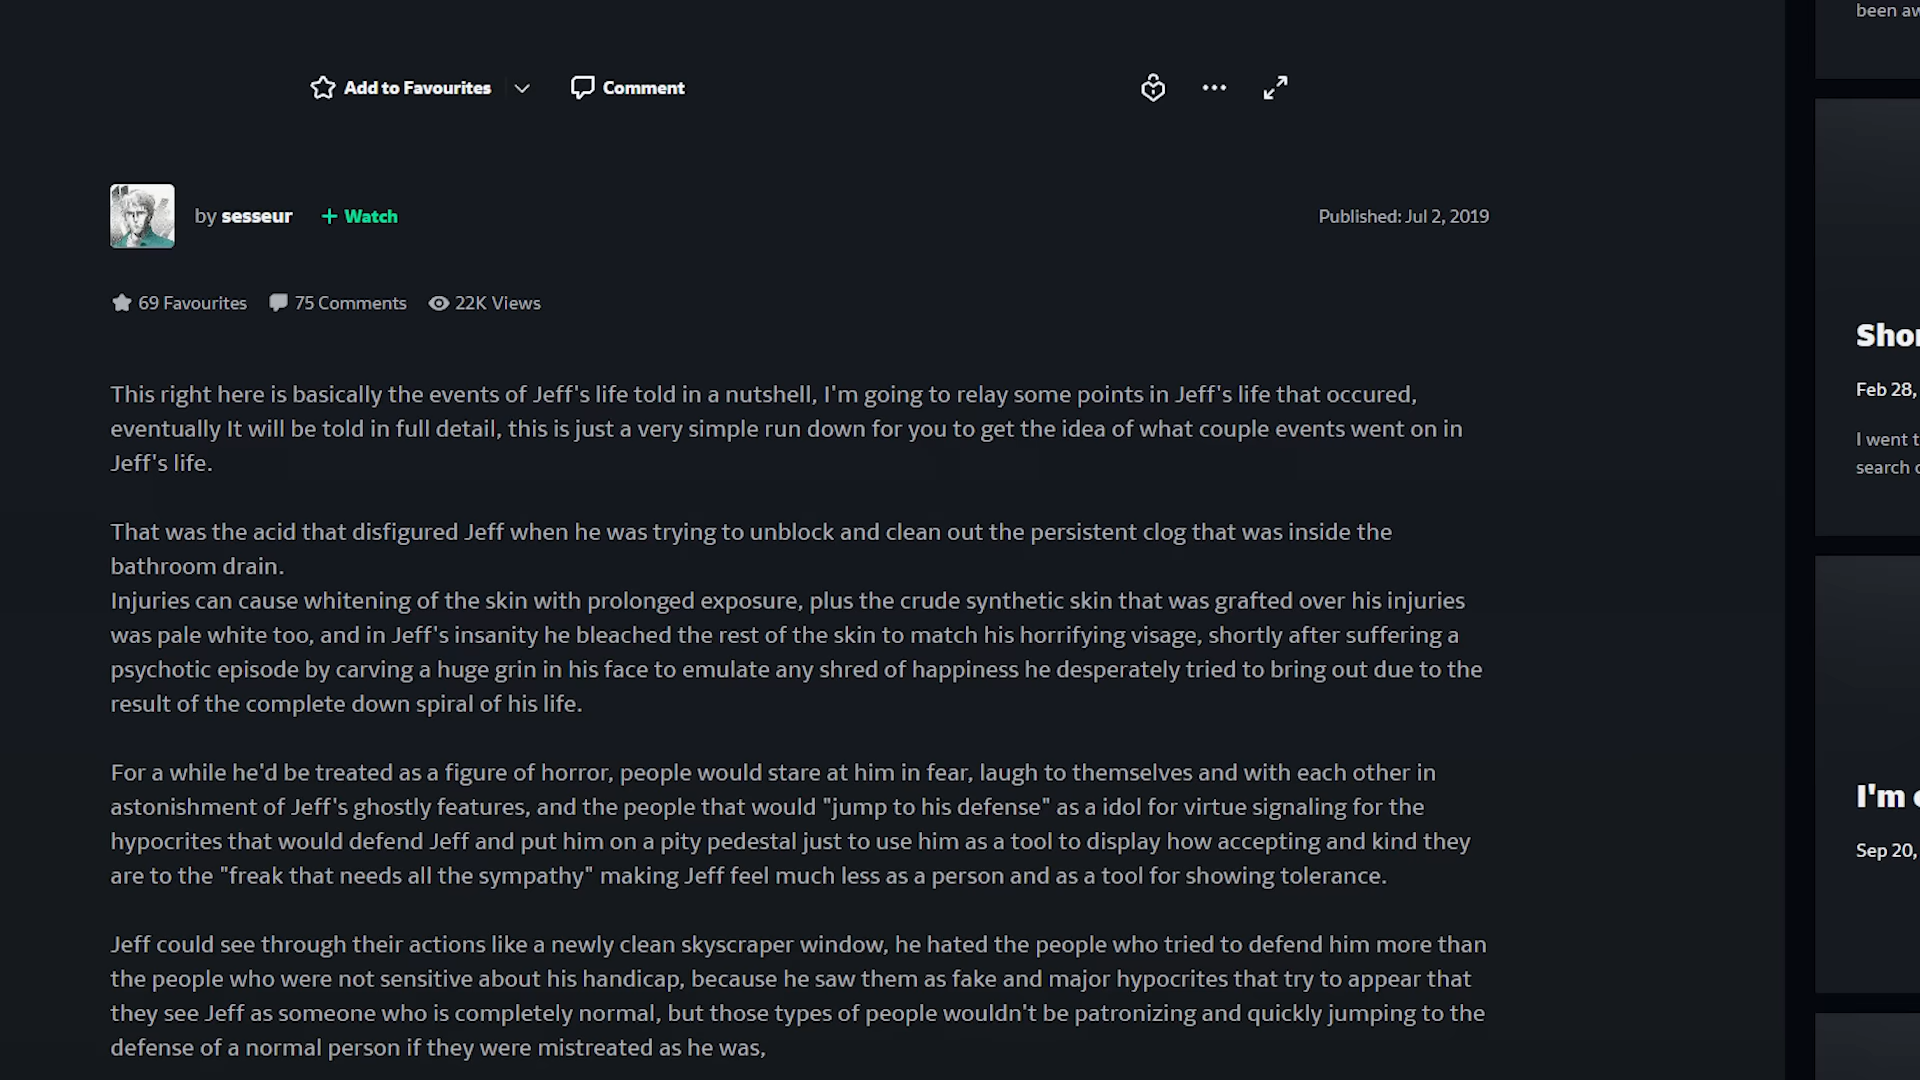 been aw
Add to Favourites
Comment
by sesseur + Watch
Published: Jul 2, 2019
69 Favourites 75 Comments 22K Views
This right here is basically the events of Jeff's life told in a nutshell, I'm going to relay some points in Jeff's life that occured,
eventually It will be told in full detail, this is just a very simple run down for you to get the idea of what couple events went on in
Jeff's life.
That was the acid that disfigured Jeff when he was trying to unblock and clean out the persistent clog that was inside the
bathroom drain.
Injuries can cause whitening of the skin with prolonged exposure, plus the crude synthetic skin that was grafted over his injuries
was pale white too, and in Jeff's insanity he bleached the rest of the skin to match his horrifying visage, shortly after suffering a
psychotic episode by carving a huge grin in his face to emulate any shred of happiness he desperately tried to bring out due to the
result of the complete down spiral of his life.
For a while he'd be treated as a figure of horror, people would stare at him in fear, laugh to themselves and with each other in
astonishment of Jeff's ghostly features, and the people that would "jump to his defense" as a idol for virtue signaling for the
hypocrites that would defend Jeff and put him on a pity pedestal just to use him as a tool to display how accepting and kind they
are to the "freak that needs all the sympathy" making Jeff feel much less as a person and as a tool for showing tolerance.
Jeff could see through their actions like a newly clean skyscraper window, he hated the people who tried to defend him more than
the people who were not sensitive about his handicap, because he saw them as fake and major hypocrites that try to appear that
they see Jeff as someone who is completely normal, but those types of people wouldn't be patronizing and quickly jumping to the
defense of a normal person if they were mistreated as he was,
Shor
Feb 28,
I went t
search
I'm
Sep 20,